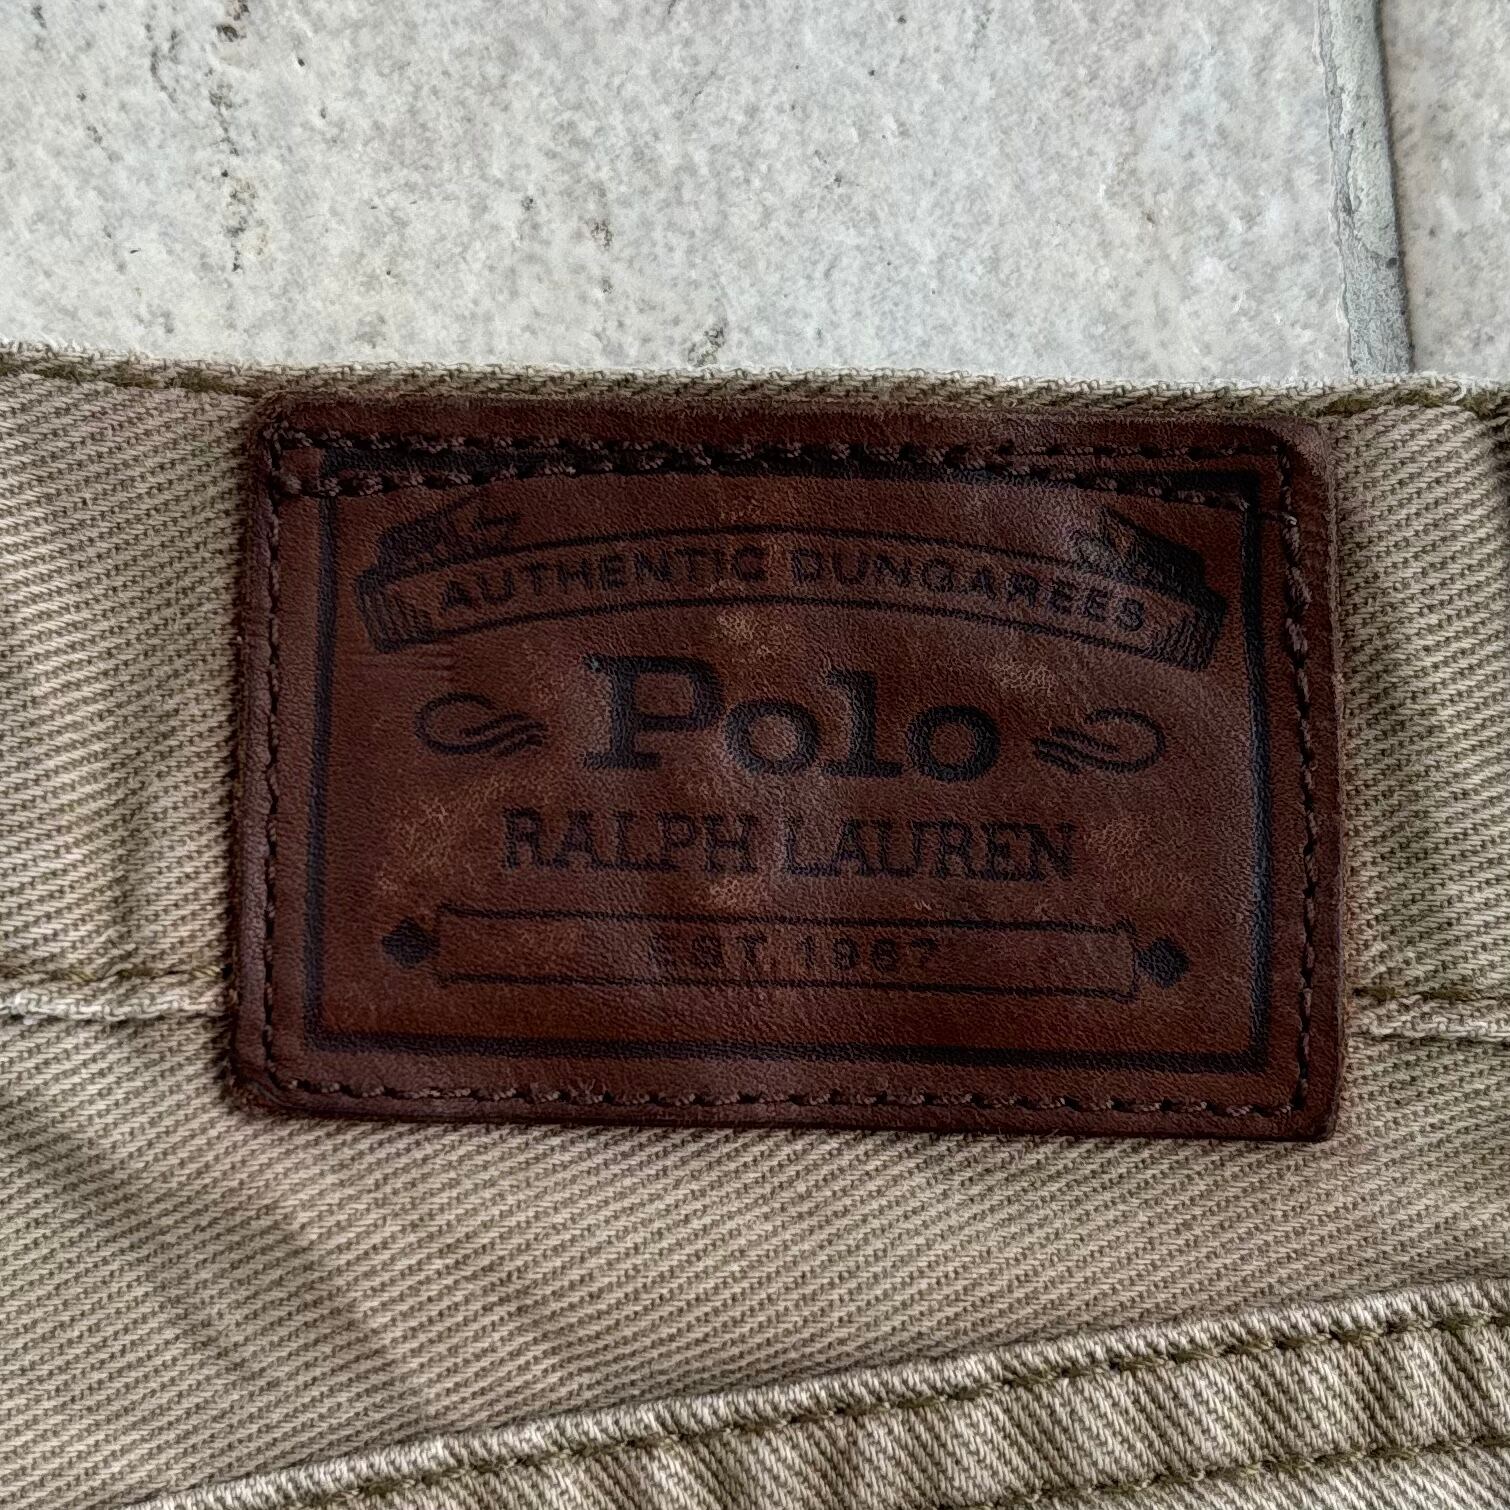 AUTHENTIC DUNGAREES
Polo
RALPH LAUREN
EST 1967